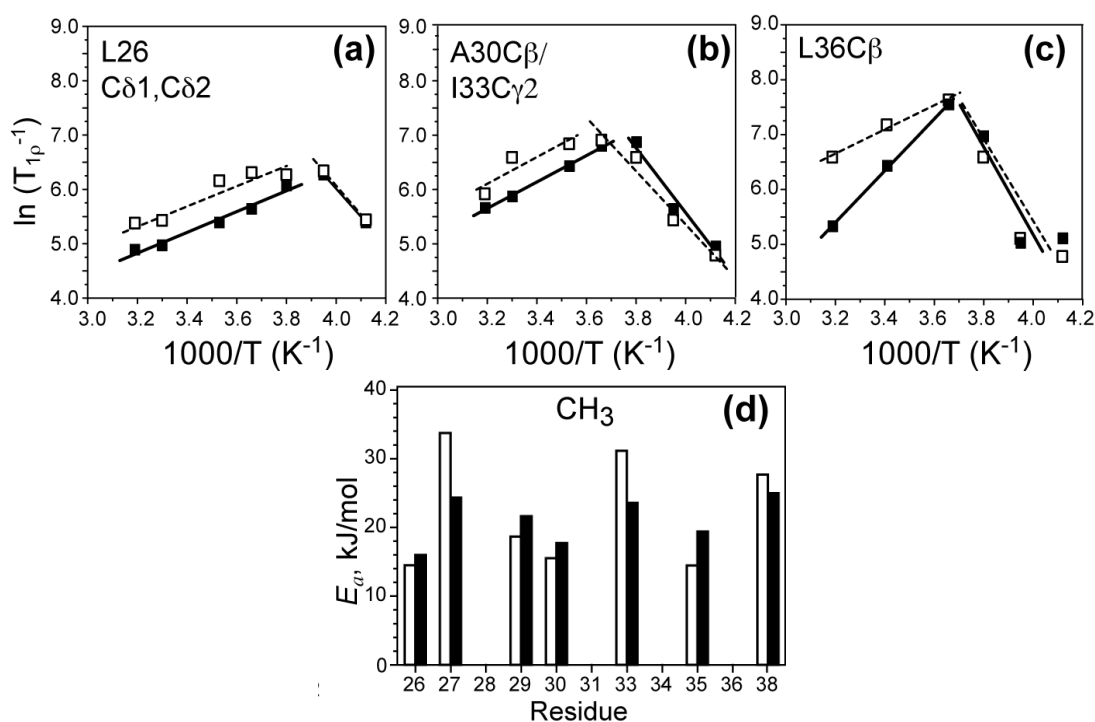 9.0
8.0
7.0
6.0
5.0
4.0
ln (T1ρ-1)
L26
Cδ1,Cδ2
(a)
3.0 3.2 3.4 3.6 3.8 4.0 4.2
1000/T (K-1)
9.0
8.0
7.0
6.0
5.0
4.0
A30Cβ/
I33Cγ2
(b)
3.0 3.2 3.4 3.6 3.8 4.0 4.2
1000/T (K-1)
9.0
8.0
7.0
6.0
5.0
4.0
L36Cβ
(c)
3.0 3.2 3.4 3.6 3.8 4.0 4.2
1000/T (K-1)
40
30
20
10
0
Ea, kJ/mol
CH3
(d)
26 27 28 29 30 31 33 34 35 36 38
Residue